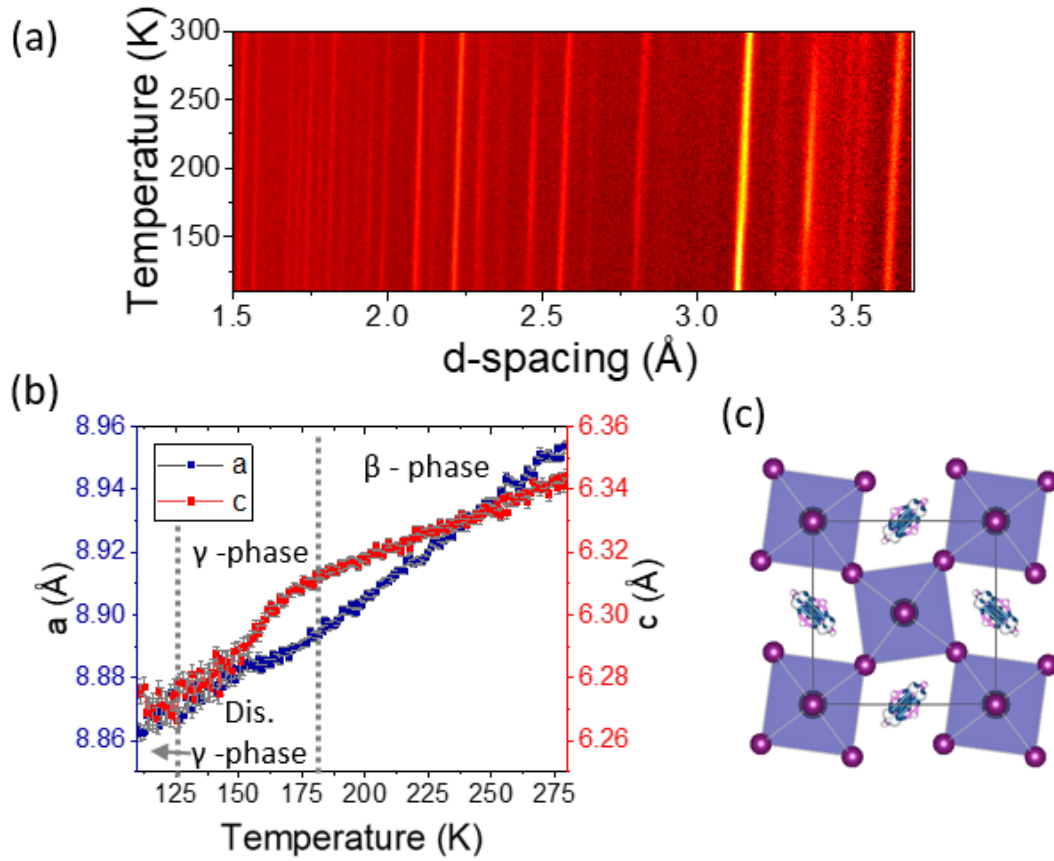 (a)
Temperature (K)
300
250
200
150
1.5 2.0 2.5 3.0 3.5
d-spacing (Å)
(b)
8.96
8.94
8.92
8.90
8.88
8.86
a (Å)
a
c
β - phase
γ -phase
Dis.
γ -phase
6.36
6.34
6.32
6.30
6.28
6.26
c (Å)
125 150 175 200 225 250 275
Temperature (K)
(c)